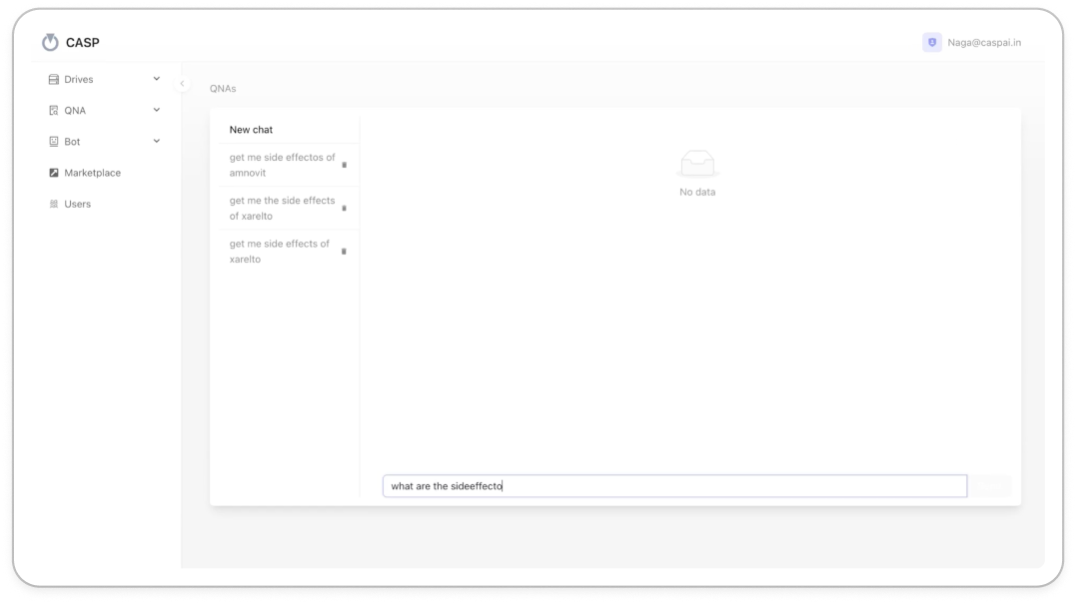 CASP
Naga@caspai.in
Drives
QNA
Bot
Marketplace
Users
QNAs
New chat
get me side effectos of
amnovit
get me the side effects
of xarelto
get me side effects of
xarelto
No data
what are the sideeffecto